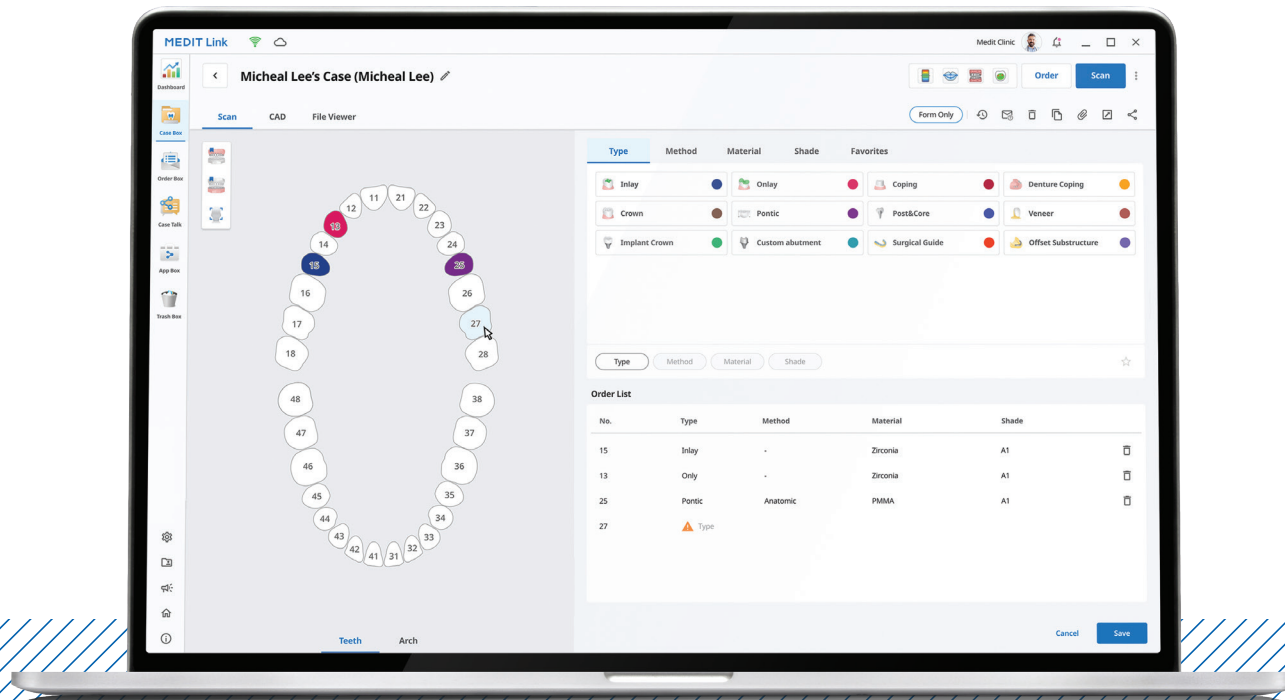 MEDIT Link
Medit Clinic
Dashboard
Case Box
Order Box
Case Talk
App Box
Trash Box
Micheal Lee's Case (Micheal Lee)
Order
Scan
Scan CAD File Viewer
Form Only
11 21
12 22
13 23
14 24
15 25
16 26
17 27
18 28
48 38
47 37
46 36
45 35
44 34
43 33
42 41 31 32
Teeth Arch
Type Method Material Shade Favorites
Inlay Onlay Coping Denture Coping
Crown Pontic Post&Core Veneer
Implant Crown Custom abutment Surgical Guide Offset Substructure
Type Method Material Shade
Order List
No. Type Method Material Shade
15 Inlay - Zirconia A1
13 Only - Zirconia A1
25 Pontic Anatomic PMMA A1
27 Type
Cancel Save